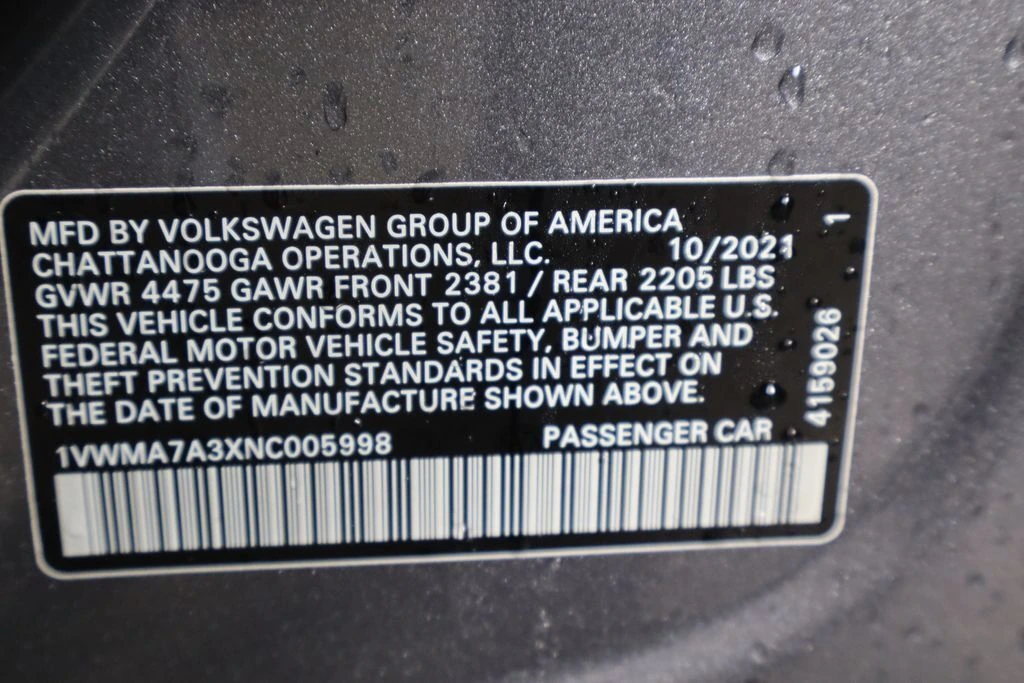 MFD BY VOLKSWAGEN GROUP OF AMERICA
CHATTANOOGA OPERATIONS, LLC. 10/2021
GVWR 4475 GAWR FRONT 2381 / REAR 2205 LBS
THIS VEHICLE CONFORMS TO ALL APPLICABLE U.S.
FEDERAL MOTOR VEHICLE SAFETY, BUMPER AND
THEFT PREVENTION STANDARDS IN EFFECT ON
THE DATE OF MANUFACTURE SHOWN ABOVE.
1VWMA7A3XNC005998 PASSENGER CAR
4159026 1